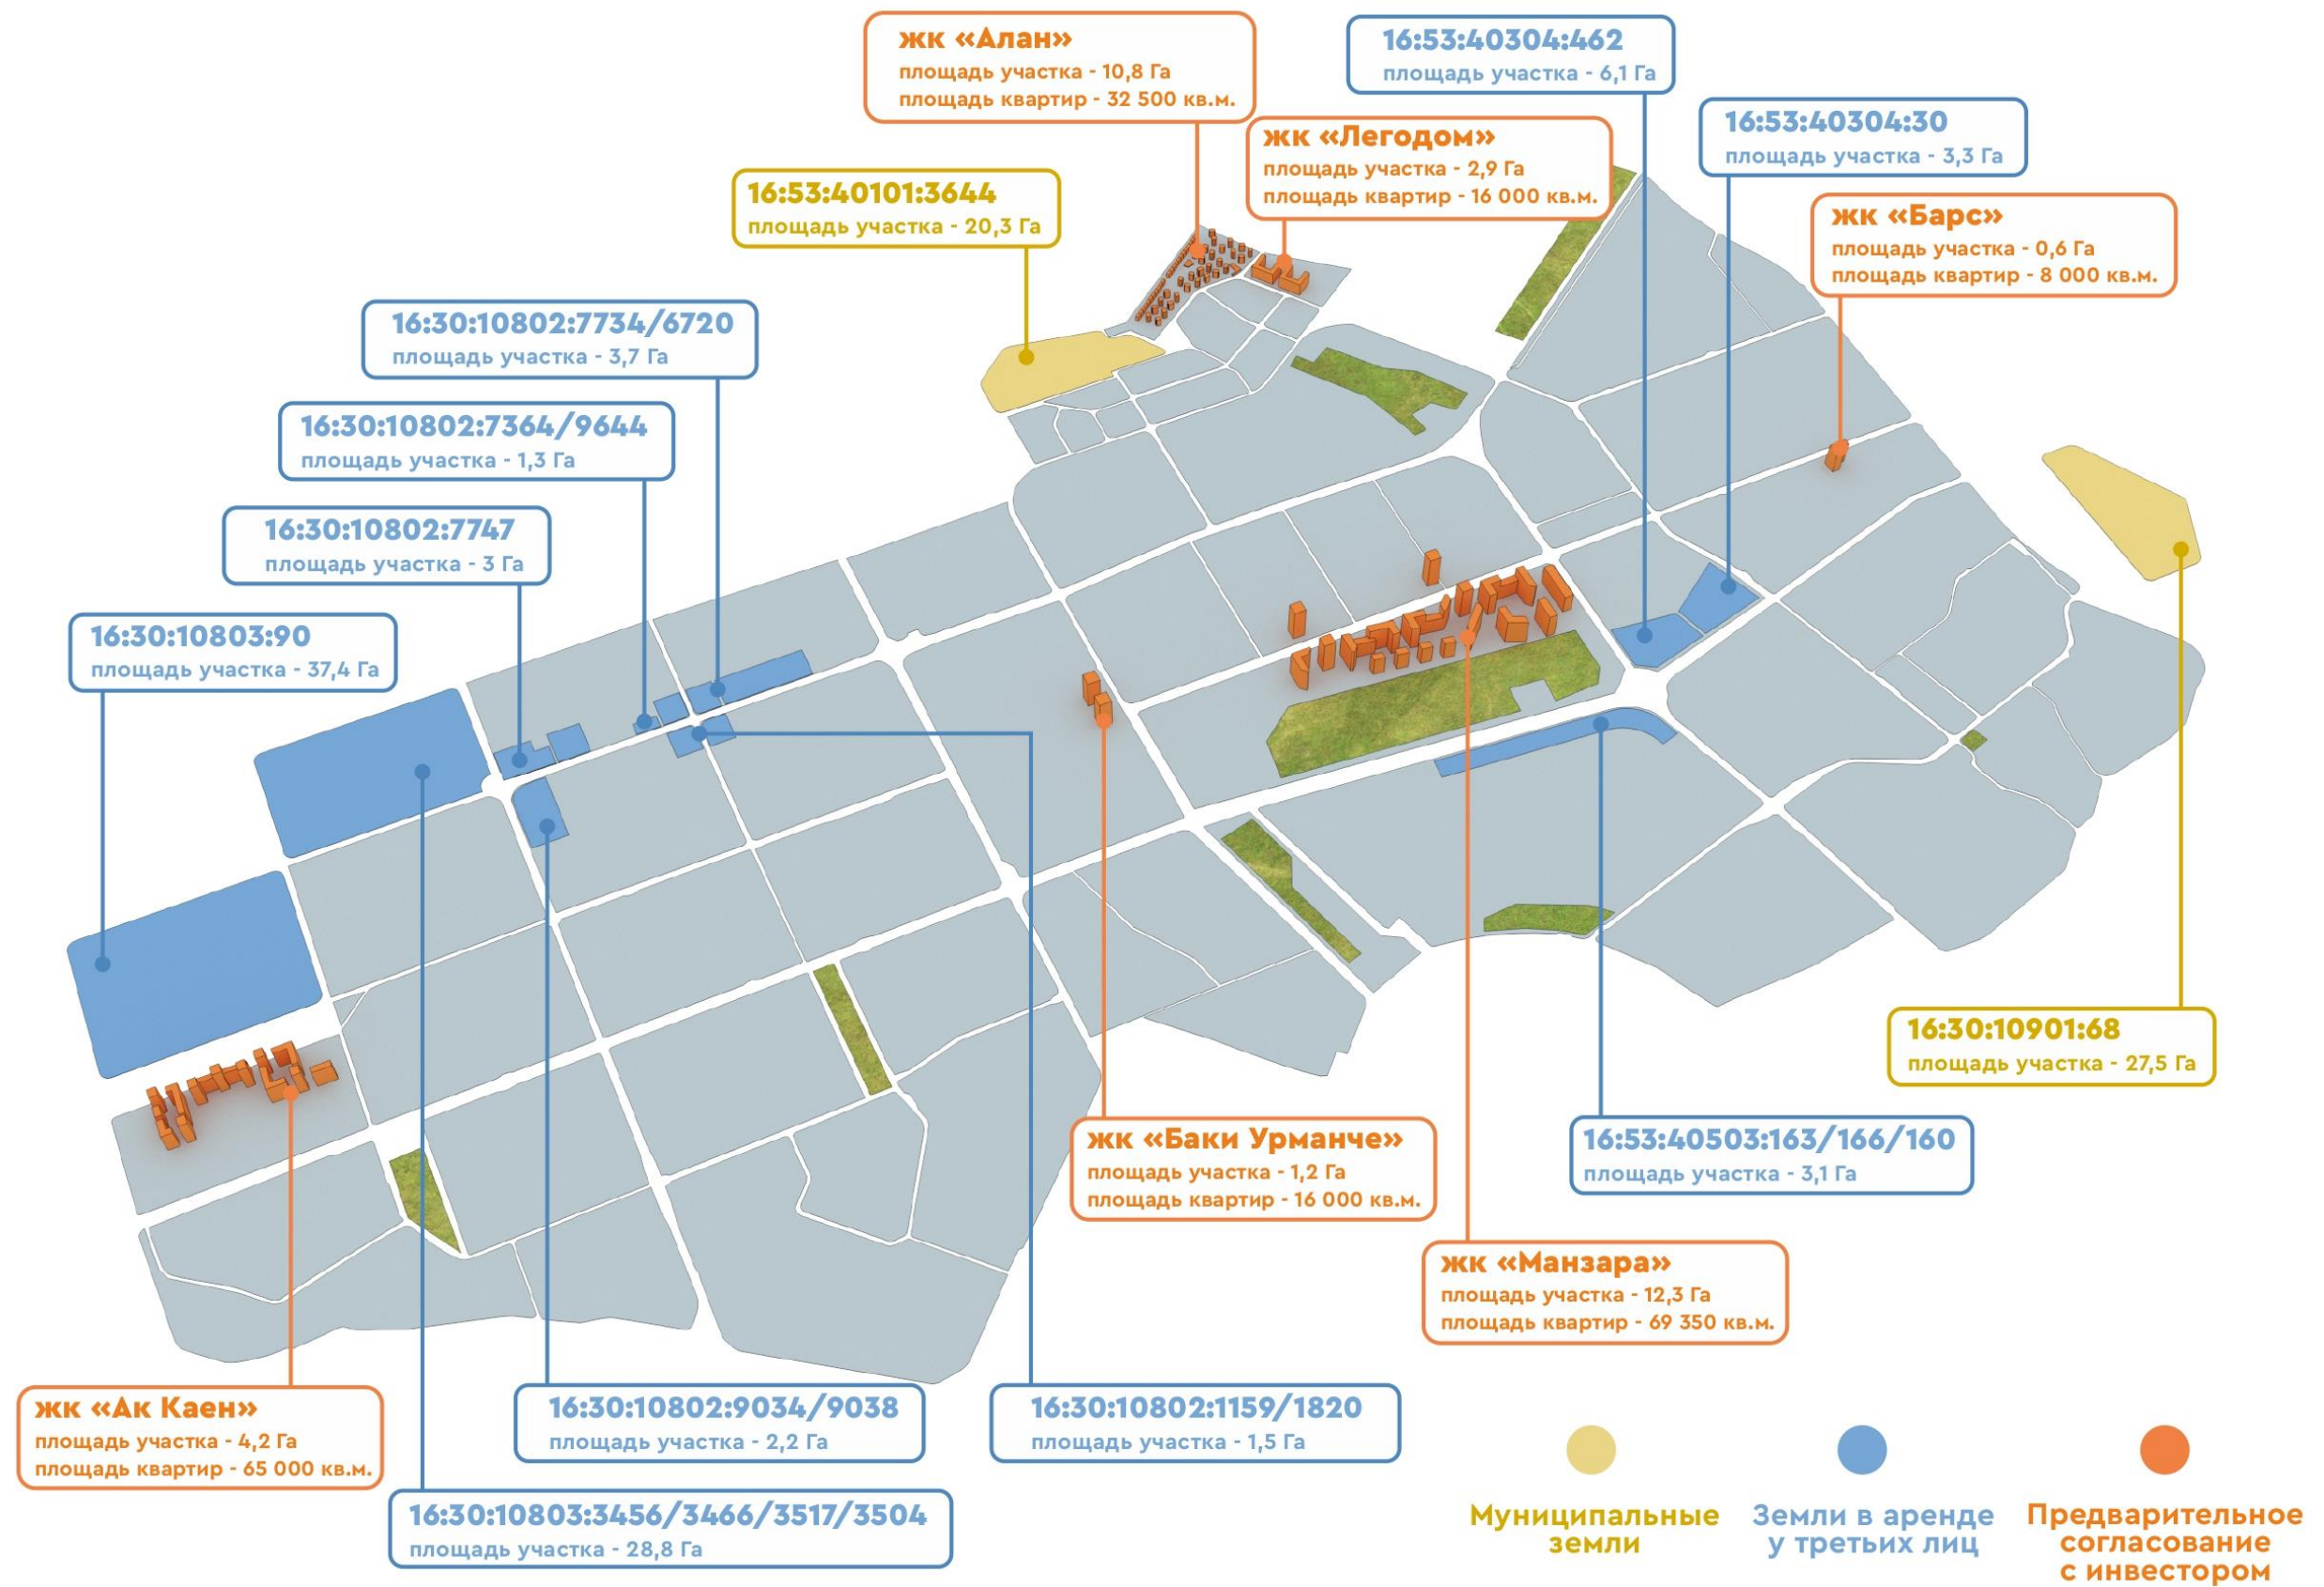 жк «Алан»
площадь участка - 10,8 Га
площадь квартир - 32 500 кв.м.
16:53:40304:462
площадь участка - 6,1 Га
16:53:40304:30
площадь участка - 3,3 Га
жк «Легодом»
площадь участка - 2,9 Га
площадь квартир - 16 000 кв.м.
16:53:40101:3644
площадь участка - 20,3 Га
жк «Барс»
площадь участка - 0,6 Га
площадь квартир - 8 000 кв.м.
16:30:10802:7734/6720
площадь участка - 3,7 Га
16:30:10802:7364/9644
площадь участка - 1,3 Га
16:30:10802:7747
площадь участка - 3 Га
16:30:10803:90
площадь участка - 37,4 Га
16:30:10901:68
площадь участка - 27,5 Га
жк «Баки Урманче»
площадь участка - 1,2 Га
площадь квартир - 16 000 кв.м.
16:53:40503:163/166/160
площадь участка - 3,1 Га
жк «Манзара»
площадь участка - 12,3 Га
площадь квартир - 69 350 кв.м.
жк «Ак Каен»
площадь участка - 4,2 Га
площадь квартир - 65 000 кв.м.
16:30:10802:9034/9038
площадь участка - 2,2 Га
16:30:10802:1159/1820
площадь участка - 1,5 Га
16:30:10803:3456/3466/3517/3504
площадь участка - 28,8 Га
Муниципальные
земли
Земли в аренде
у третьих лиц
Предварительное
согласование
с инвестором